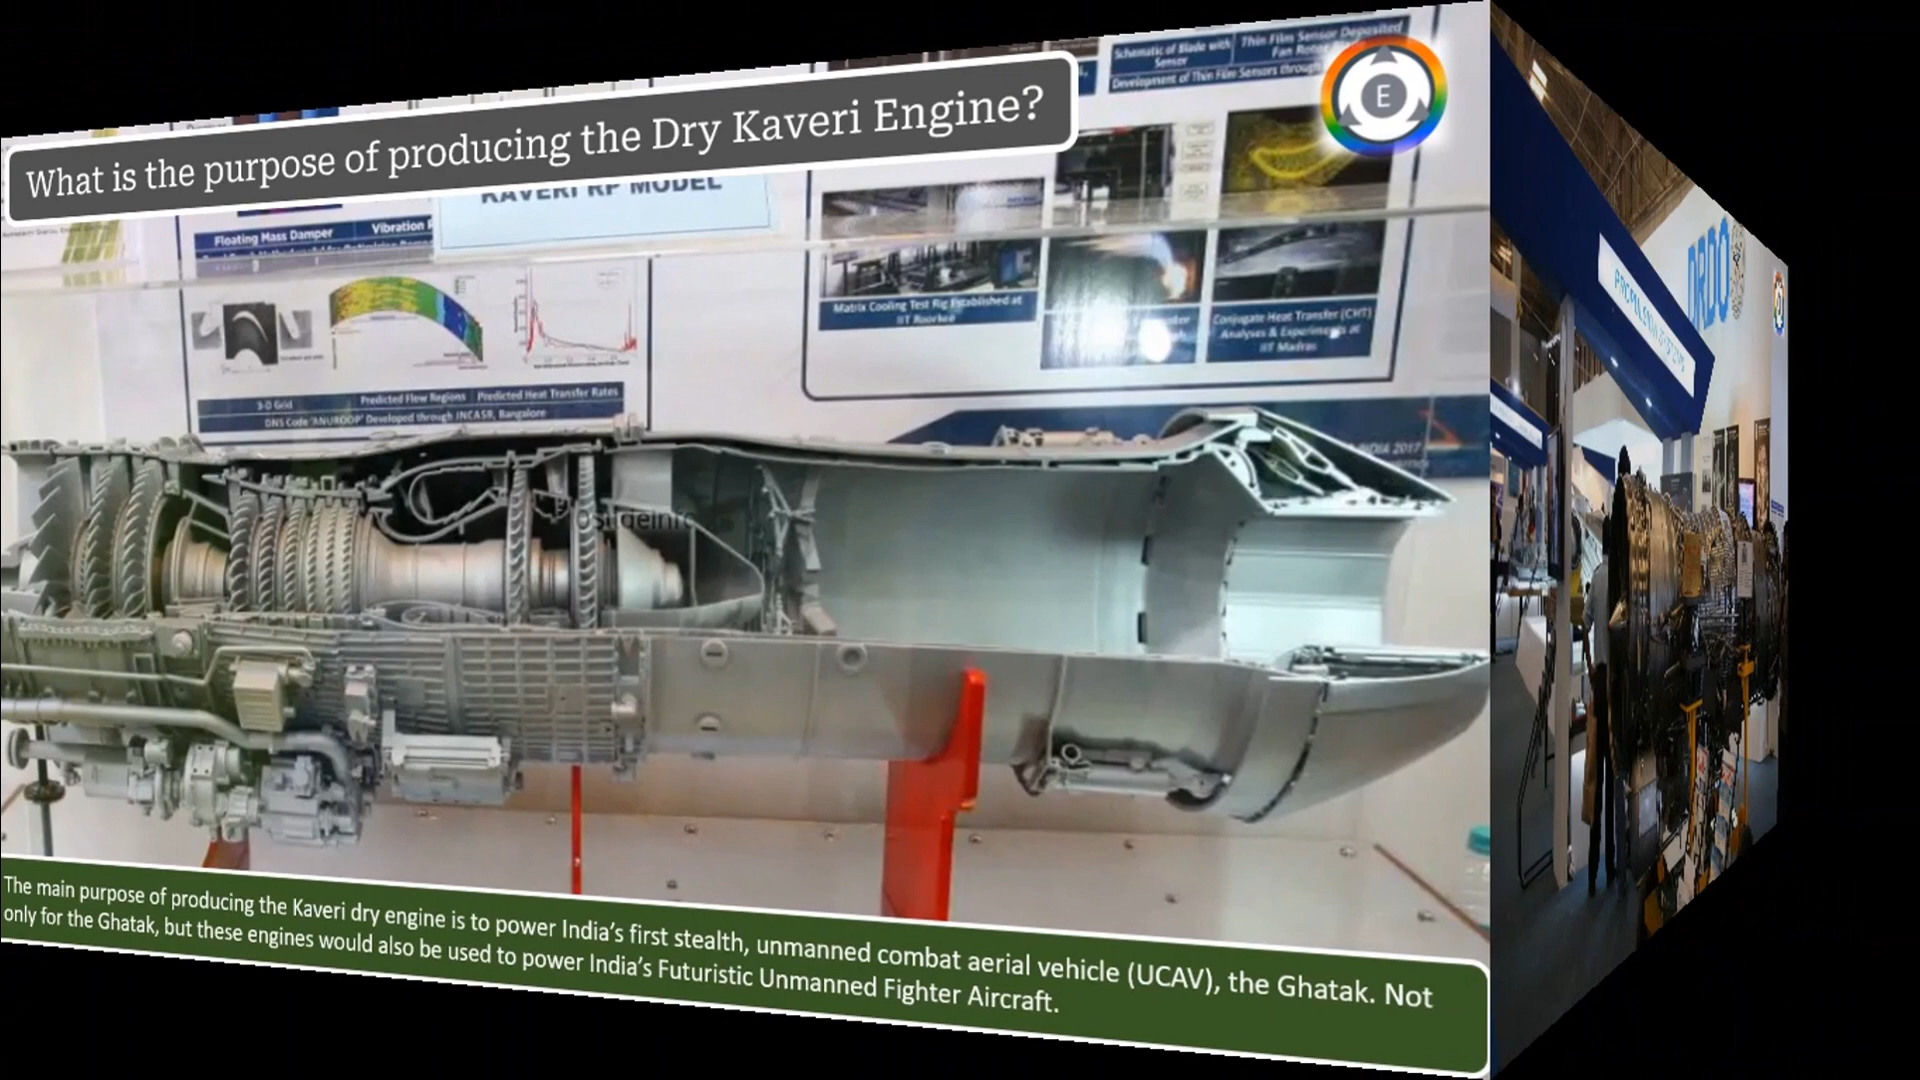 What is the purpose of producing the Dry Kaveri Engine?
E
Schematic of Blade with
Sensor
Thin Film Sensor Deposited
Fan Rotor
Development of Thin Film Sensors through
KAVERI RP MODEL
Floating Mass Damper
Vibration
Matrix Cooling Test Rig Established at
IIT Roorkee
Conjugate Heat Transfer (CHT)
Analyses & Experiments at
IIT Madras
3-D Grid
Predicted Flow Regions
Predicted Heat Transfer Rates
DNS Code 'ANUROOP' Developed through JNCASR, Bangalore
INDIA 2017
DRDO
PROPULSION SYSTEMS
The main purpose of producing the Kaveri dry engine is to power India's first stealth, unmanned combat aerial vehicle (UCAV), the Ghatak. Not
only for the Ghatak, but these engines would also be used to power India's Futuristic Unmanned Fighter Aircraft.